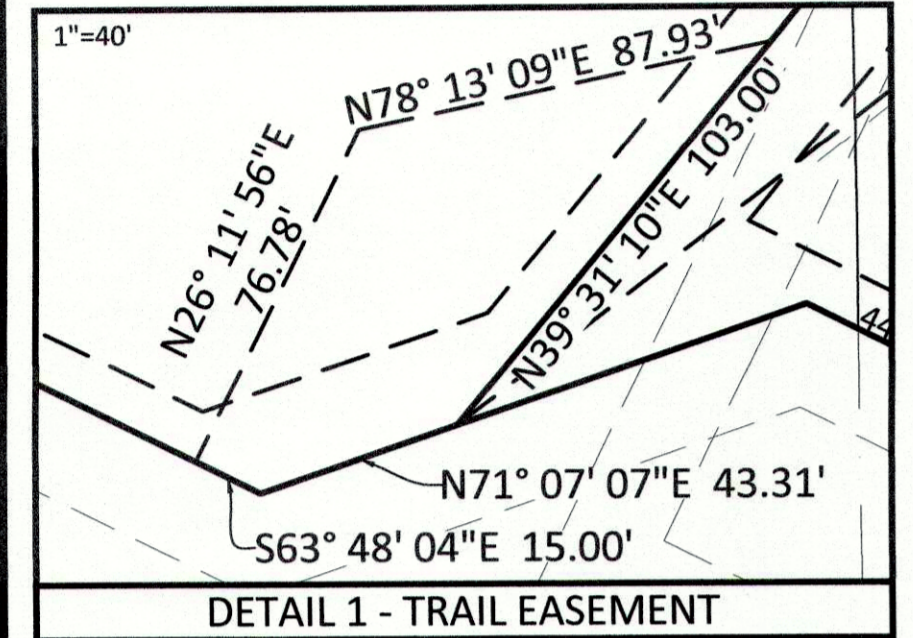 1"=40'
N78° 13' 09"E 87.93'
N26° 11' 56"E
76.78'
N39° 31' 10"E 103.00'
44
N71° 07' 07"E 43.31'
S63° 48' 04"E 15.00'
DETAIL 1 - TRAIL EASEMENT